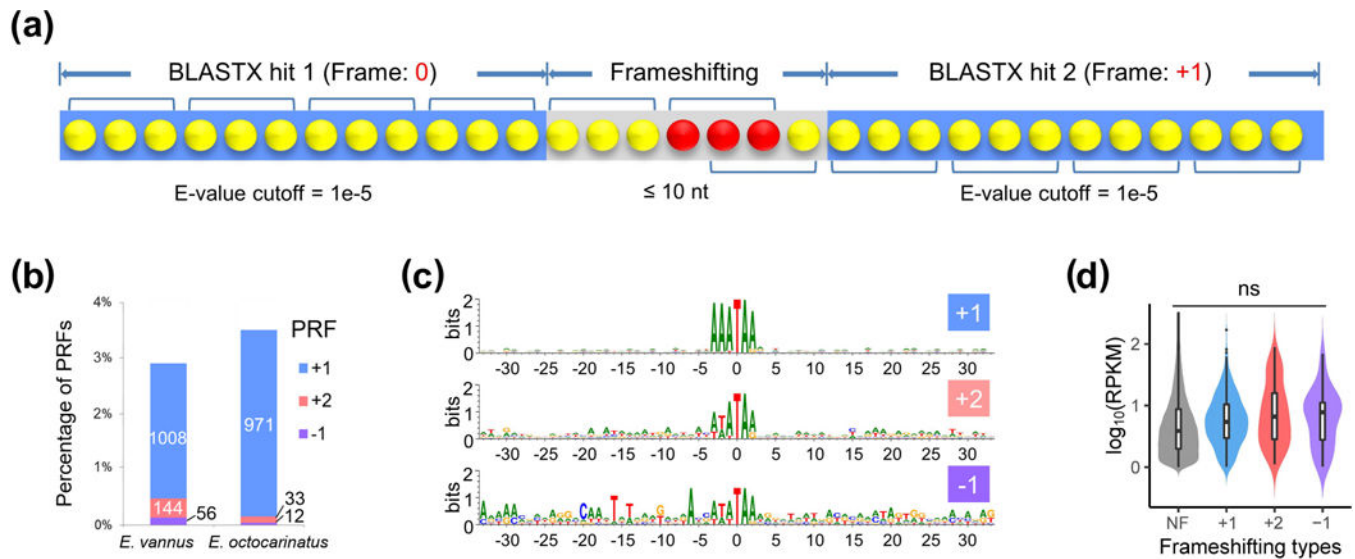 (a)
BLASTX hit 1 (Frame: 0)
Frameshifting
BLASTX hit 2 (Frame: +1)
E-value cutoff = 1e-5
≤ 10 nt
E-value cutoff = 1e-5
(b)
Percentage of PRFs
4%
3%
2%
1%
0%
1008
144
56
971
33
12
E. vannus
E. octocarinatus
PRF
+1
+2
-1
(c)
bits
2
1
0
+1
-30 -25 -20 -15 -10 -5 0 5 10 15 20 25 30
bits
2
1
0
+2
-30 -25 -20 -15 -10 -5 0 5 10 15 20 25 30
bits
2
1
0
-1
-30 -25 -20 -15 -10 -5 0 5 10 15 20 25 30
(d)
ns
log10(RPKM)
2
1
0
NF +1 +2 −1
Frameshifting types